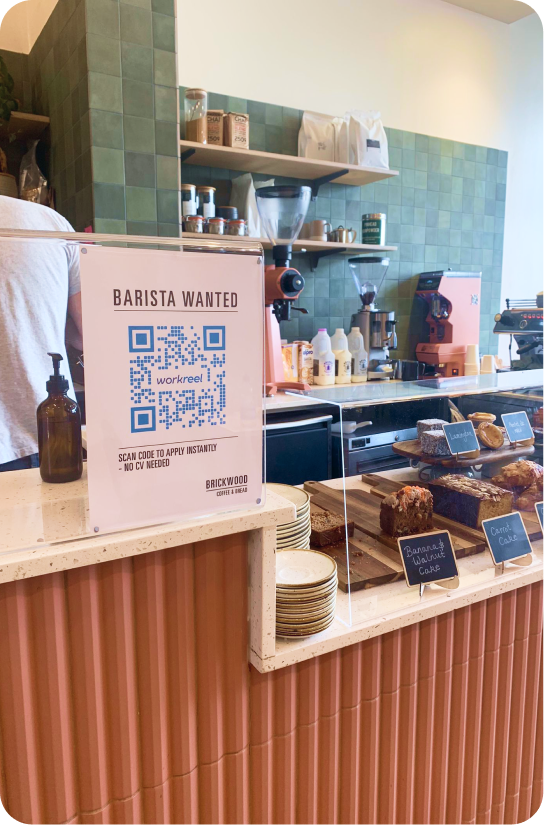 BARISTA WANTED
workreel
SCAN CODE TO APPLY INSTANTLY
- NO CV NEEDED
BRICKWOOD
COFFEE & BREAD
Banana &
Walnut
Cake
Carrot
Cake